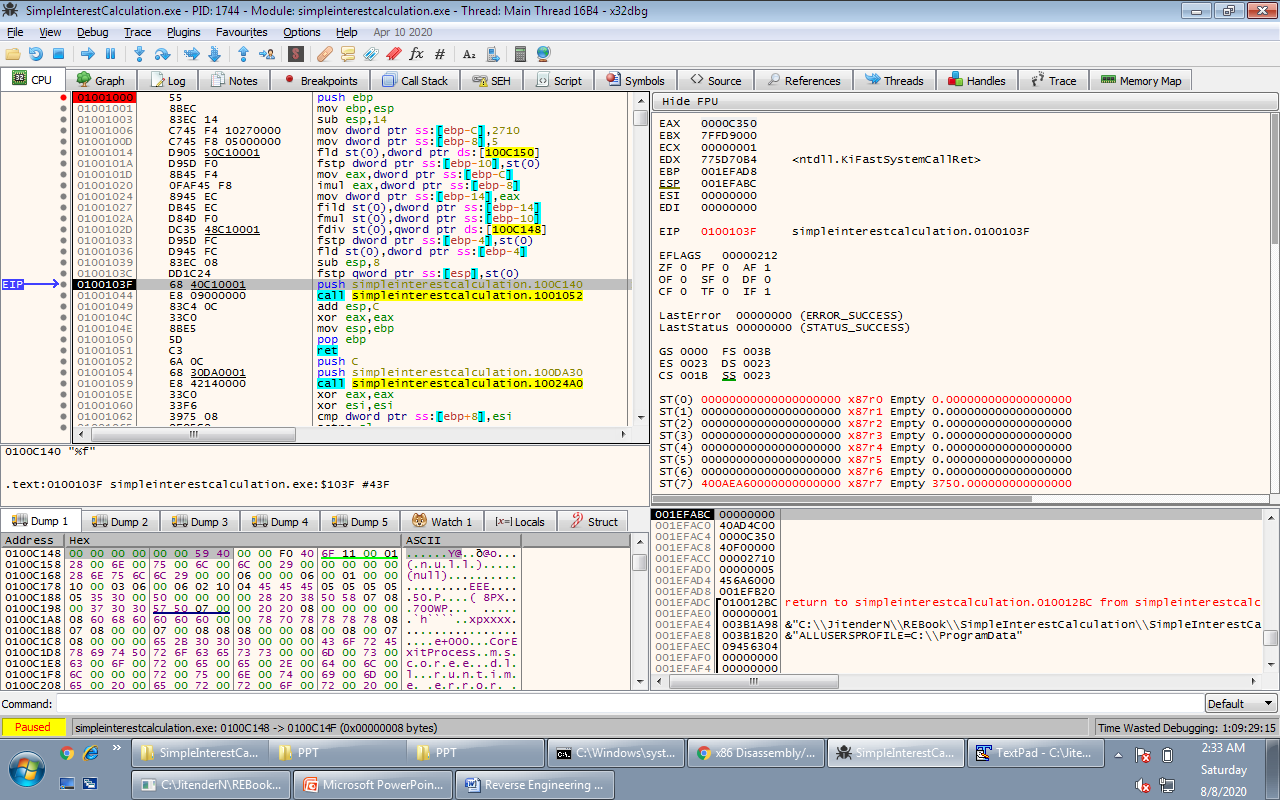 SimpleInterestCalculation.exe - PID: 1744 - Module: simpleinterestcalculation.exe - Thread: Main Thread 16B4 - x32dbg
File View Debug Trace Plugins Favourites Options Help Apr 10 2020
CPU Graph Log Notes Breakpoints Call Stack SEH Script Symbols Source References Threads Handles Trace Memory Map
01001000 55 push ebp
01001001 8BEC mov ebp,esp
01001003 83EC 14 sub esp,14
01001006 C745 F4 10270000 mov dword ptr ss:[ebp-C],2710
0100100D C745 F8 05000000 mov dword ptr ss:[ebp-8],5
01001014 D905 50C10001 fld st(0),dword ptr ds:[100C150]
0100101A D95D F0 fstp dword ptr ss:[ebp-10],st(0)
0100101D 8B45 F4 mov eax,dword ptr ss:[ebp-C]
01001020 0FAF45 F8 imul eax,dword ptr ss:[ebp-8]
01001024 8945 EC mov dword ptr ss:[ebp-14],eax
01001027 DB45 EC fild st(0),dword ptr ss:[ebp-14]
0100102A D84D F0 fmul st(0),dword ptr ss:[ebp-10]
0100102D DC35 48C10001 fdiv st(0),qword ptr ds:[100C148]
01001033 D95D FC fstp dword ptr ss:[ebp-4],st(0)
01001036 D945 FC fld st(0),dword ptr ss:[ebp-4]
01001039 83EC 08 sub esp,8
0100103C DD1C24 fstp qword ptr ss:[esp],st(0)
EIP 0100103F 68 40C10001 push simpleinterestcalculation.100C140
01001044 E8 09000000 call simpleinterestcalculation.1001052
01001049 83C4 0C add esp,C
0100104C 33C0 xor eax,eax
0100104E 8BE5 mov esp,ebp
01001050 5D pop ebp
01001051 C3 ret
01001052 6A 0C push C
01001054 68 30DA0001 push simpleinterestcalculation.100DA30
01001059 E8 42140000 call simpleinterestcalculation.10024A0
0100105E 33C0 xor eax,eax
01001060 33F6 xor esi,esi
01001062 3975 08 cmp dword ptr ss:[ebp+8],esi
Hide FPU
EAX 0000C350
EBX 7FFD9000
ECX 00000001
EDX 775D70B4 <ntdll.KiFastSystemCallRet>
EBP 001EFAD8
ESP 001EFABC
ESI 00000000
EDI 00000000
EIP 0100103F simpleinterestcalculation.0100103F
EFLAGS 00000212
ZF 0 PF 0 AF 1
OF 0 SF 0 DF 0
CF 0 TF 0 IF 1
LastError 00000000 (ERROR_SUCCESS)
LastStatus 00000000 (STATUS_SUCCESS)
GS 0000 FS 003B
ES 0023 DS 0023
CS 001B SS 0023
ST(0) 00000000000000000000 x87r0 Empty 0.000000000000000000
ST(1) 00000000000000000000 x87r1 Empty 0.000000000000000000
ST(2) 00000000000000000000 x87r2 Empty 0.000000000000000000
ST(3) 00000000000000000000 x87r3 Empty 0.000000000000000000
ST(4) 00000000000000000000 x87r4 Empty 0.000000000000000000
ST(5) 00000000000000000000 x87r5 Empty 0.000000000000000000
ST(6) 00000000000000000000 x87r6 Empty 0.000000000000000000
ST(7) 400AEA60000000000000 x87r7 Empty 3750.000000000000000
0100C140 "%f"
.text:0100103F simpleinterestcalculation.exe:$103F #43F
Dump 1 Dump 2 Dump 3 Dump 4 Dump 5 Watch 1 Locals Struct
Address Hex ASCII
0100C148 00 00 00 00 00 00 59 40 00 00 F0 40 6F 11 00 01 ......Y@..ð@o...
0100C158 28 00 6E 00 75 00 6C 00 6C 00 29 00 00 00 00 00 (.n.u.l.l.).....
0100C168 28 6E 75 6C 6C 29 00 00 06 00 00 06 00 01 00 00 (null)..........
0100C178 10 00 03 06 00 06 02 10 04 45 45 45 05 05 05 05 .........EEE....
0100C188 05 35 30 00 50 00 00 00 00 28 20 38 50 58 07 08 .50.P....( 8PX..
0100C198 00 37 30 30 57 50 07 00 00 20 20 08 00 00 00 00 .700WP...  .....
0100C1A8 08 60 68 60 60 60 60 00 00 78 70 78 78 78 78 08 .`h````..xpxxxx.
0100C1B8 07 08 00 00 07 00 08 08 08 00 00 08 00 08 00 07 ................
0100C1C8 08 00 00 00 65 2B 30 30 30 00 00 00 43 6F 72 45 ....e+000...CorE
0100C1D8 78 69 74 50 72 6F 63 65 73 73 00 00 6D 00 73 00 xitProcess..m.s.
0100C1E8 63 00 6F 00 72 00 65 00 65 00 2E 00 64 00 6C 00 c.o.r.e.e...d.l.
0100C1F8 6C 00 00 00 72 00 75 00 6E 00 74 00 69 00 6D 00 l...r.u.n.t.i.m.
0100C208 65 00 20 00 65 00 72 00 72 00 6F 00 72 00 20 00 e. .e.r.r.o.r. .
001EFABC 00000000
001EFAC0 40AD4C00
001EFAC4 0000C350
001EFAC8 40F00000
001EFACC 00002710
001EFAD0 00000005
001EFAD4 456A6000
001EFAD8 001EFB20
001EFADC 010012BC return to simpleinterestcalculation.010012BC from simpleinterestcalc
001EFAE0 00000001
001EFAE4 003B1A98 &"C:\\JitenderN\\REBook\\SimpleInterestCalculation\\SimpleInterestCa
001EFAE8 003B1B20 &"ALLUSERSPROFILE=C:\\ProgramData"
001EFAEC 09456304
001EFAF0 00000000
001EFAF4 00000000
Command: Default
Paused simpleinterestcalculation.exe: 0100C148 -> 0100C14F (0x00000008 bytes) Time Wasted Debugging: 1:09:29:15
SimpleInterestCa... PPT PPT C:\Windows\syst... x86 Disassembly/... SimpleInterestCa... TextPad - C:\Jite...
C:\JitenderN\REBook... Microsoft PowerPoin... Reverse Engineering ...
2:33 AM
Saturday
8/8/2020